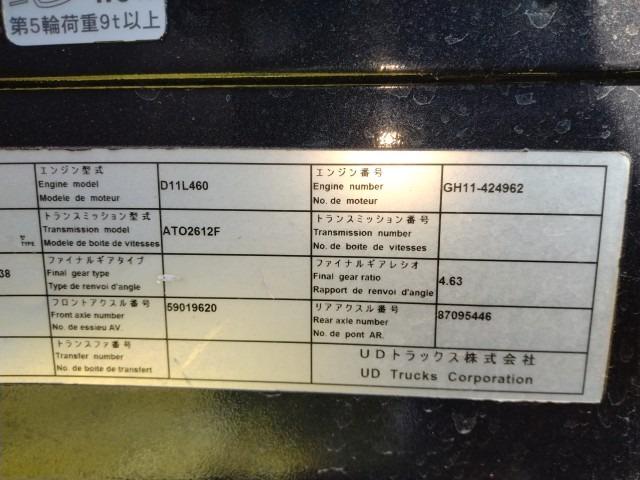 第5輪荷重9t以上
エンジン型式
Engine model
Modele de moteur
D11L460
エンジン番号
Engine number
No. de moteur
GH11-424962
TYPE
トランスミッション型式
Transmission model
Modele de boite de vitesses
ATO2612F
トランスミッション番号
Transmission number
No. de boite de vitesses
38
ファイナルギアタイプ
Final gear type
Type de renvoi d'angle
ファイナルギアレシオ
Final gear ratio
Rapport de renvoi d'angle
4.63
フロントアクスル番号
Front axle number
No. de essieu AV.
59019620
リアアクスル番号
Rear axle number
No. de pont AR.
87095446
トランスファ番号
Transfer number
No. de boite de transfert
UDトラックス株式会社
UD Trucks Corporation